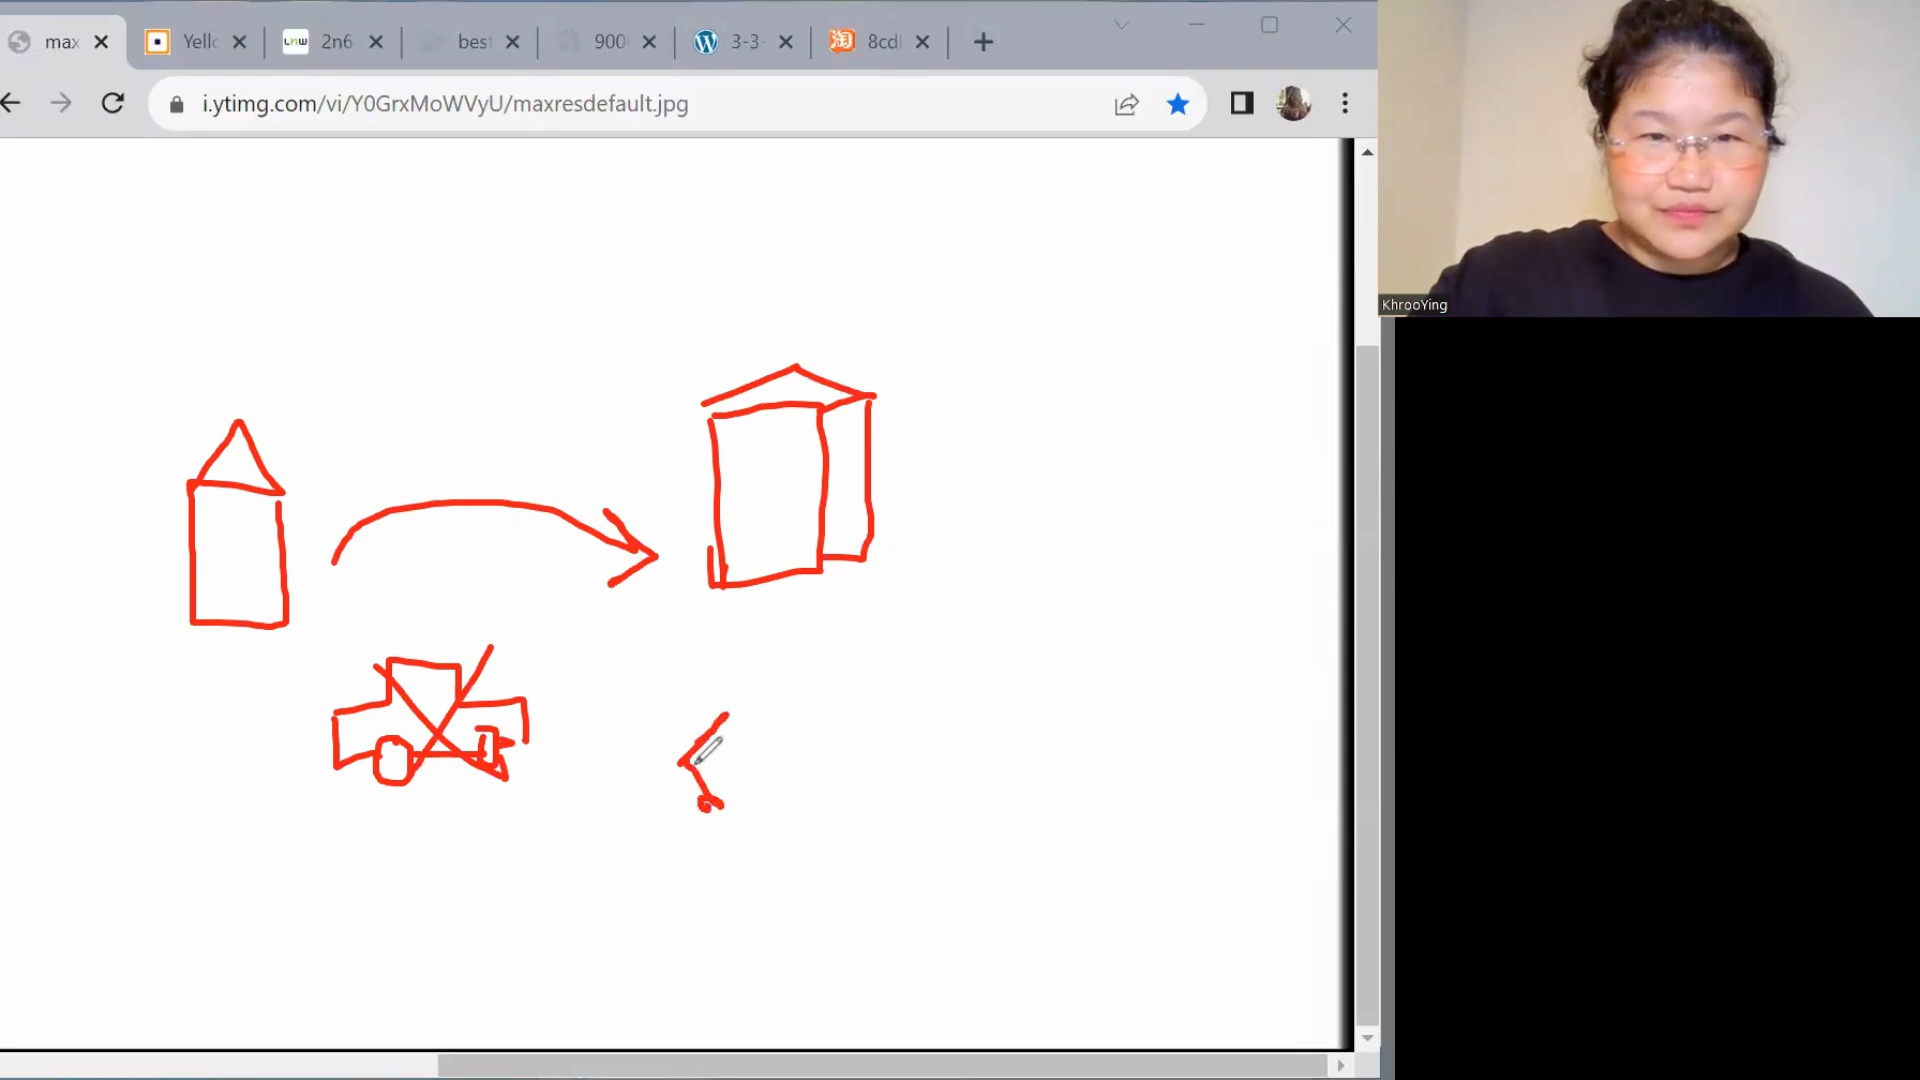 max
Yell
2n6
best
900
3-3-
8cd
i.ytimg.com/vi/Y0GrxMoWVyU/maxresdefault.jpg
KhrooYing